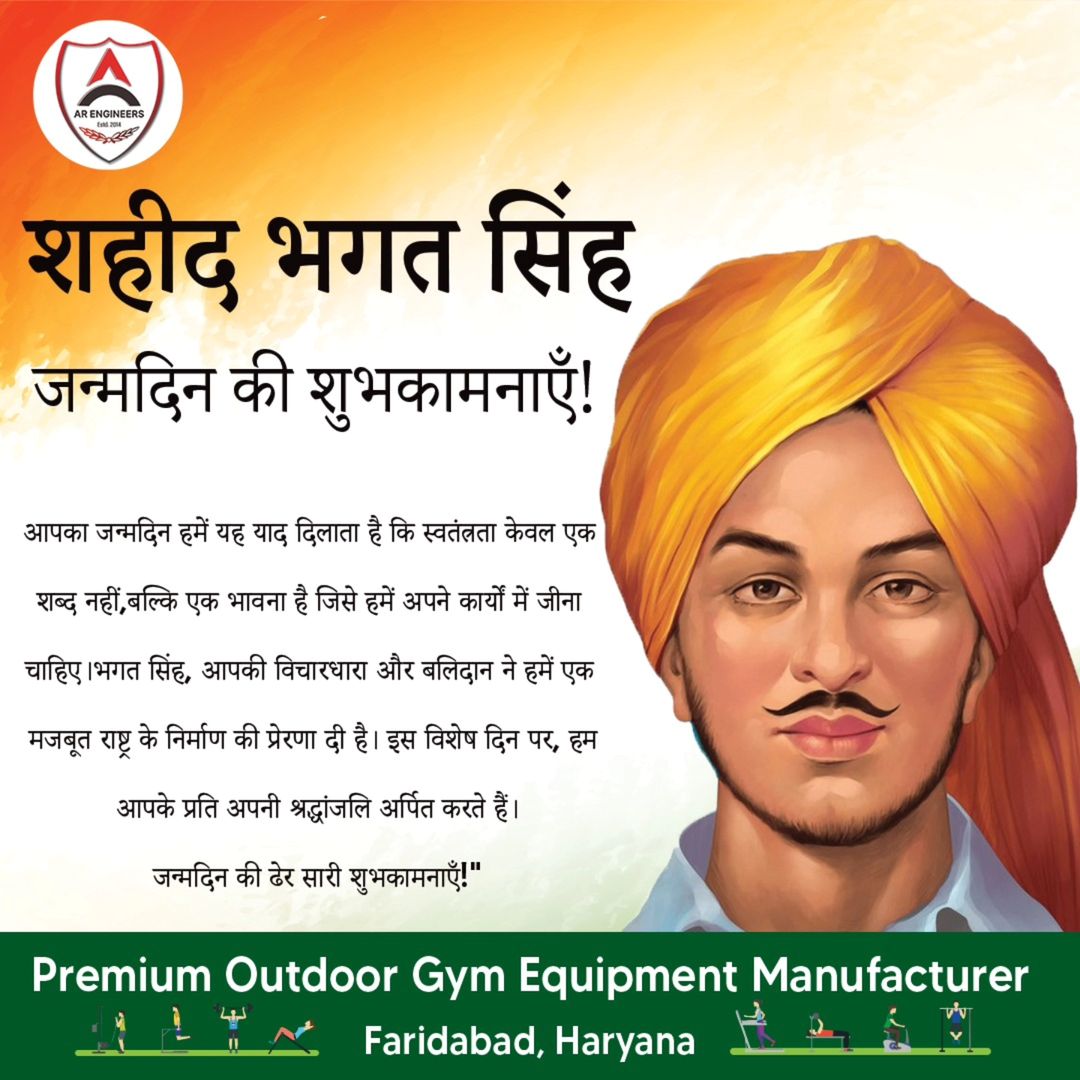 AR ENGINEERS
Estd. 2014
शहीद भगत सिंह
जन्मदिन की शुभकामनाएँ!
आपका जन्मदिन हमें यह याद दिलाता है कि स्वतंत्रता केवल एक
शब्द नहीं,बल्कि एक भावना है जिसे हमें अपने कार्यों में जीना
चाहिए।भगत सिंह, आपकी विचारधारा और बलिदान ने हमें एक
मजबूत राष्ट्र के निर्माण की प्रेरणा दी है। इस विशेष दिन पर, हम
आपके प्रति अपनी श्रद्धांजलि अर्पित करते हैं।
जन्मदिन की ढेर सारी शुभकामनाएँ!"
Premium Outdoor Gym Equipment Manufacturer
Faridabad, Haryana